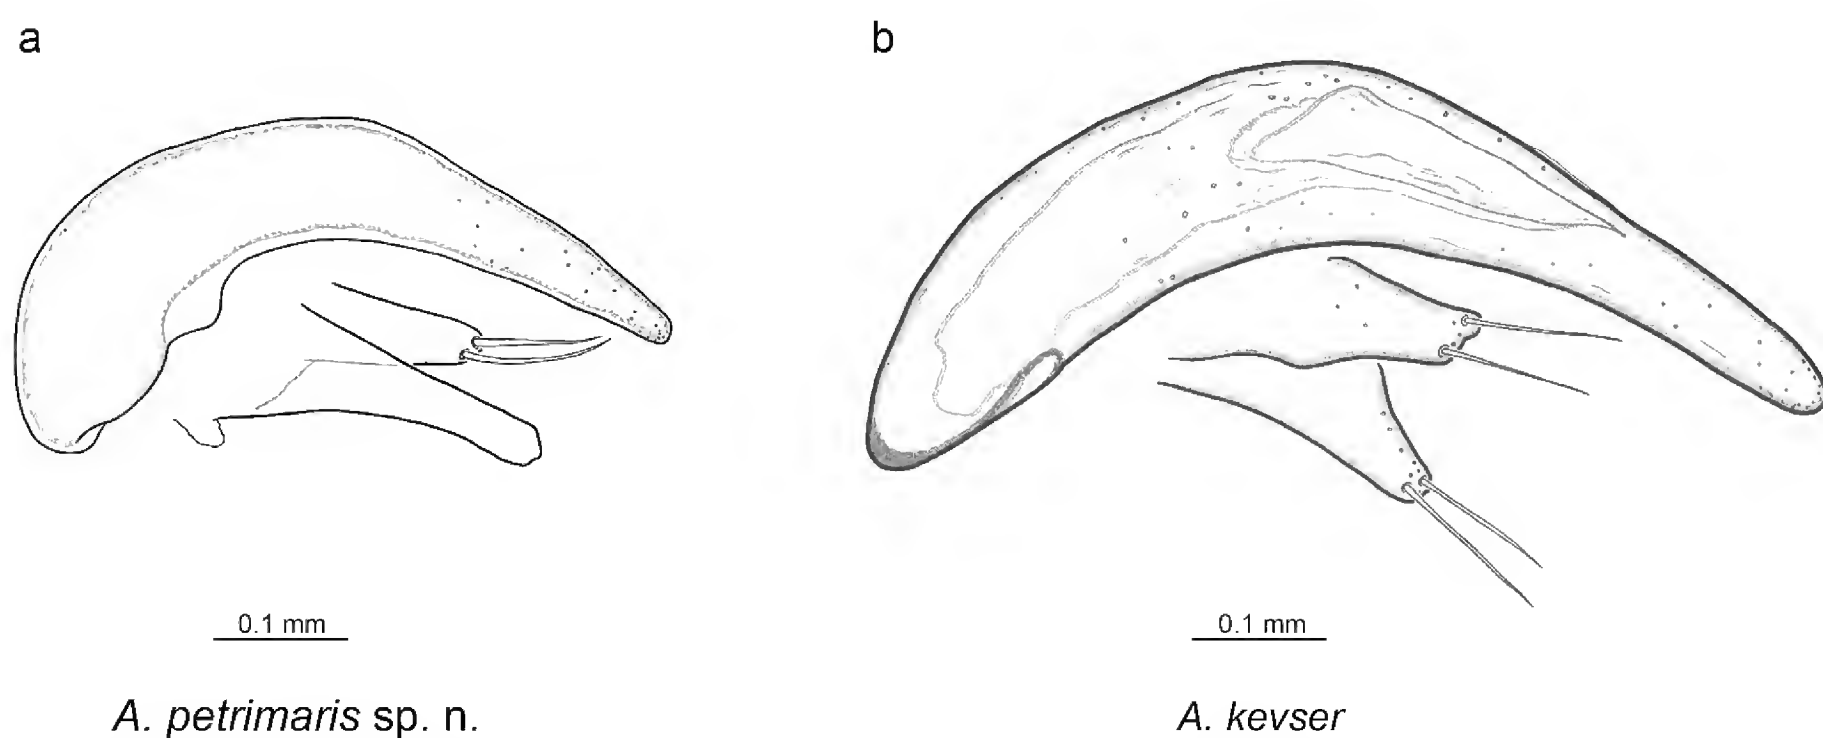 a
b
0.1 mm
0.1 mm
A. petrimaris sp. n.
A. kevser